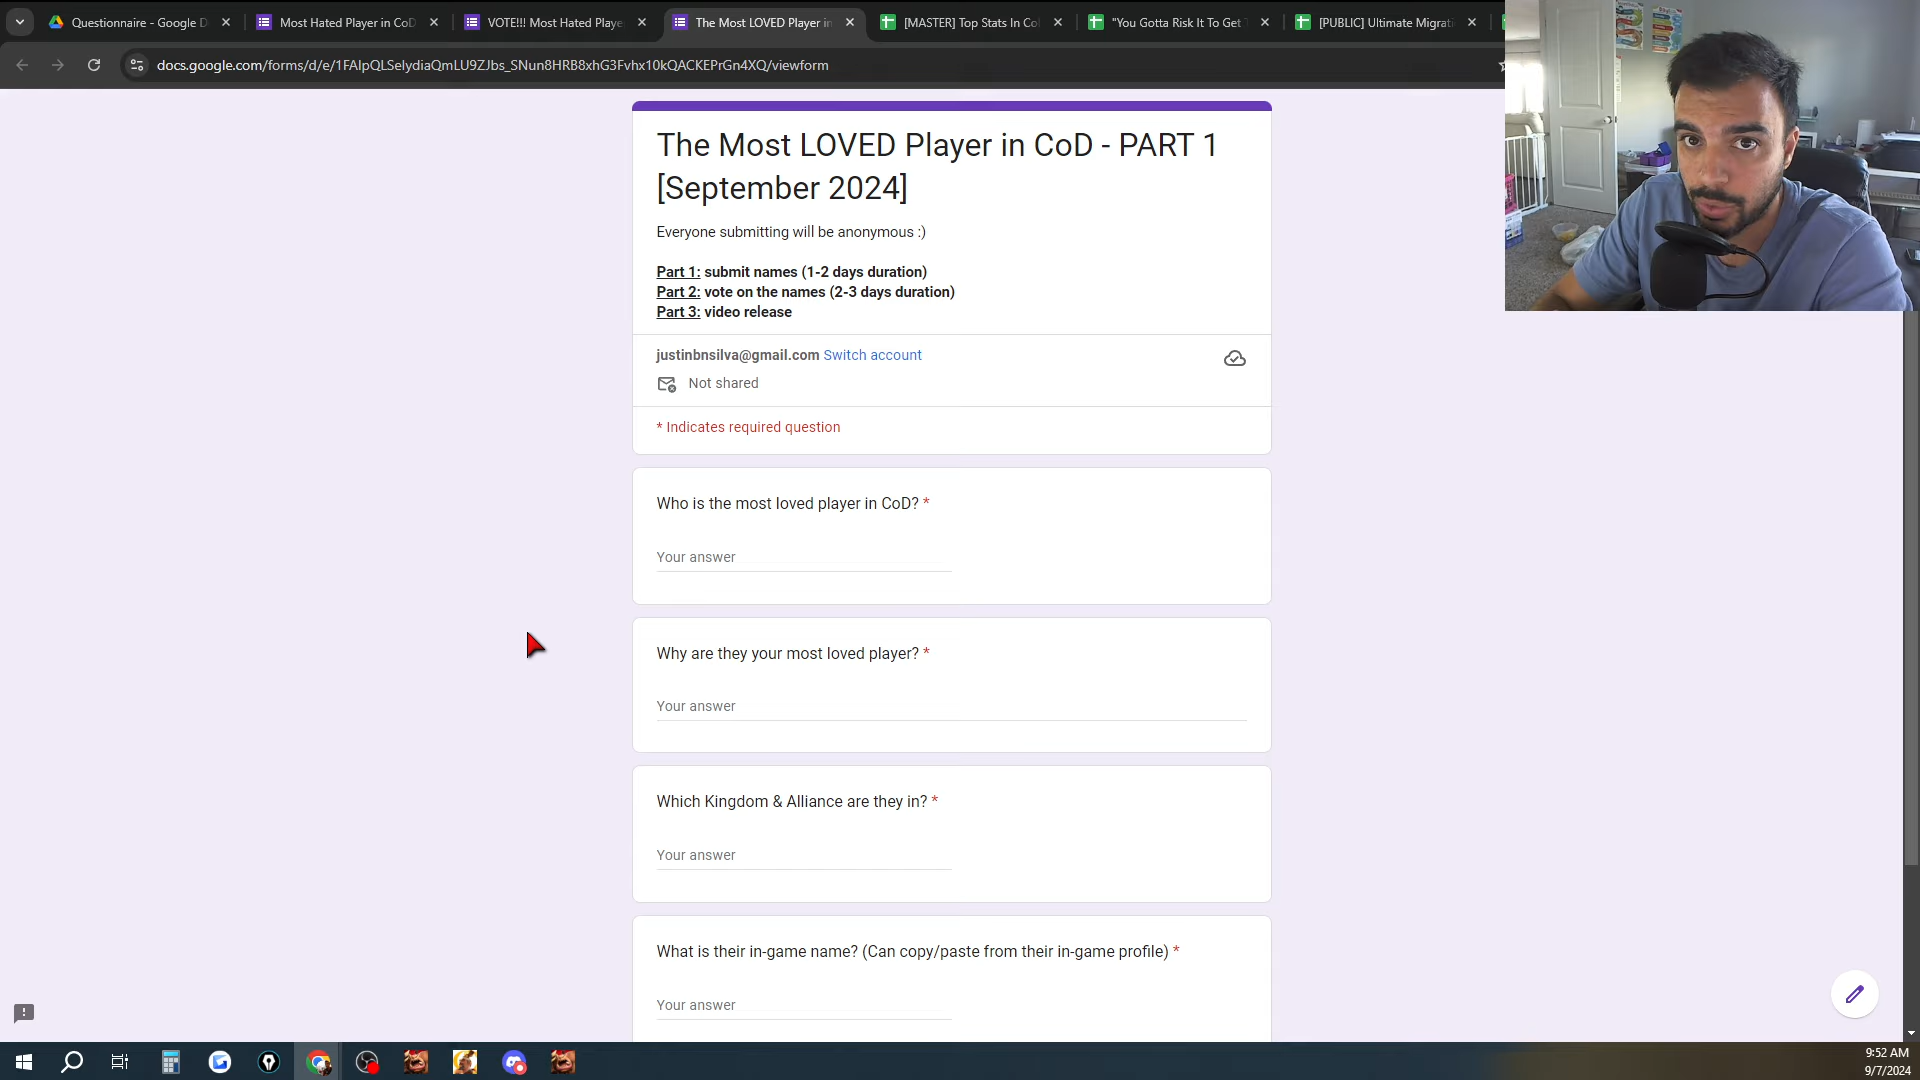 Questionnaire - Google D
Most Hated Player in CoD
VOTE!!! Most Hated Playe
The Most LOVED Player in
[MASTER] Top Stats In Co
"You Gotta Risk It To Get
[PUBLIC] Ultimate Migrati
docs.google.com/forms/d/e/1FAIpQLSelydiaQmLU9ZJbs_SNun8HRB8xhG3Fvhx10kQACKEPrGn4XQ/viewform
The Most LOVED Player in CoD - PART 1
[September 2024]
Everyone submitting will be anonymous :)
Part 1: submit names (1-2 days duration)
Part 2: vote on the names (2-3 days duration)
Part 3: video release
justinbnsilva@gmail.com Switch account
Not shared
* Indicates required question
Who is the most loved player in CoD? *
Your answer
Why are they your most loved player? *
Your answer
Which Kingdom & Alliance are they in? *
Your answer
What is their in-game name? (Can copy/paste from their in-game profile) *
Your answer
9:52 AM
9/7/2024